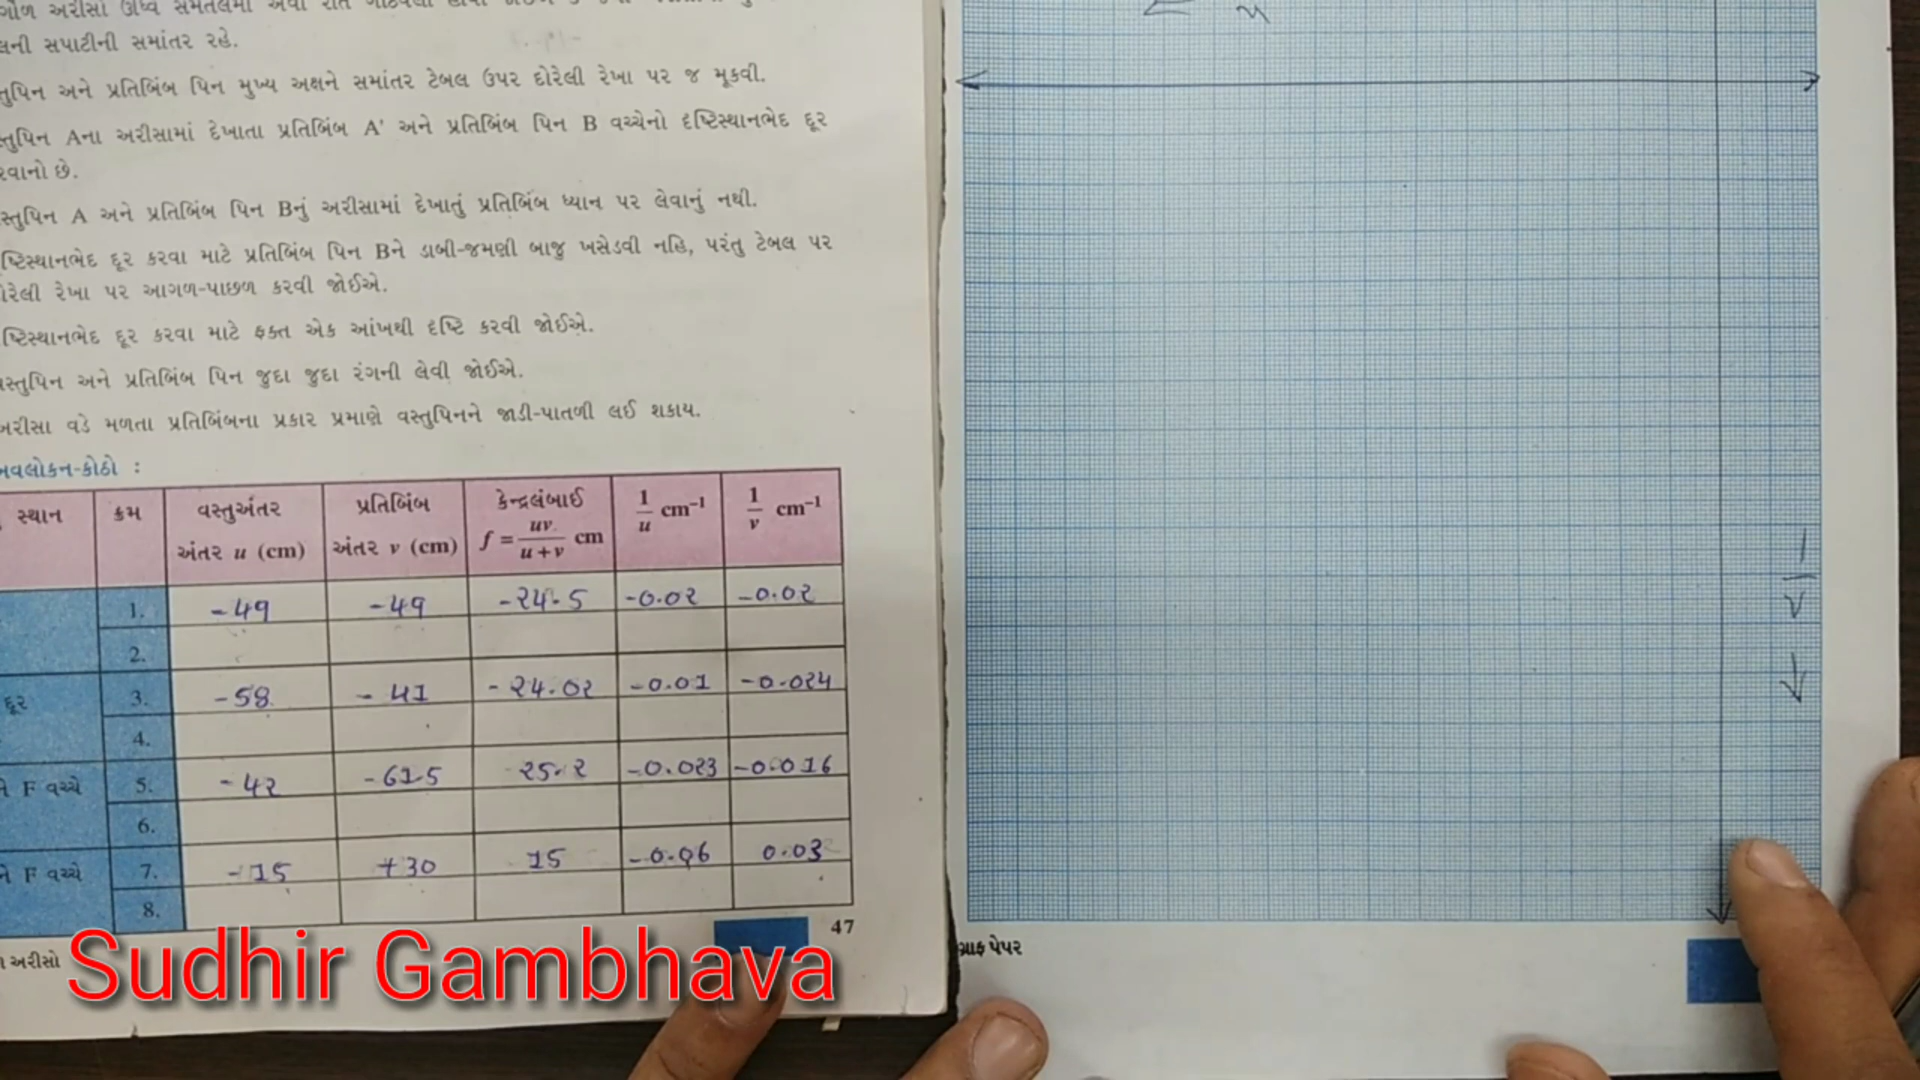 ગોળ અરીસો ઊર્ધ્વ સમતલમાં એવી રીતે
સપાટીની સમાંતર રહે.
અને પ્રતિબિંબ પિન મુખ્ય અક્ષને સમાંતર ટેબલ ઉપર દોરેલી રેખા પર જ મૂકવી.
Aના અરીસામાં દેખાતા પ્રતિબિંબ A' અને પ્રતિબિંબ પિન B વચ્ચેનો દૃષ્ટિસ્થાનભેદ દૂર
રવાનો છે.
સ્તુપિન A અને પ્રતિબિંબ પિન Bનું અરીસામાં દેખાતું પ્રતિબિંબ ધ્યાન પર લેવાનું નથી.
ષ્ટિસ્થાનભેદ દૂર કરવા માટે પ્રતિબિંબ પિન Bને ડાબી-જમણી બાજુ ખસેડવી નહિ, પરંતુ ટેબલ પર
રેલી રેખા પર આગળ-પાછળ કરવી જોઈએ.
ષ્ટિસ્થાનભેદ દૂર કરવા માટે ફક્ત એક આંખથી દૃષ્ટિ કરવી જોઈએ.
સ્તુપિન અને પ્રતિબિંબ પિન જુદા જુદા રંગની લેવી જોઈએ.
અરીસા વડે મળતા પ્રતિબિંબના પ્રકાર પ્રમાણે વસ્તુપિનને જાડી-પાતળી લઈ શકાય.
અવલોકન-કોઠો :
સ્થાન ક્રમ વસ્તુઅંતર અંતર u (cm) પ્રતિબિંબ અંતર v (cm) કેન્દ્રલંબાઈ f = uv/u+v cm 1/u cm⁻¹ 1/v cm⁻¹
1. -49 -49 -24.5 -0.02 -0.02
2.
દૂર 3. -58 -41 -24.02 -0.01 -0.024
4.
ને F વચ્ચે 5. -42 -61.5 25.2 -0.023 -0.016
6.
ને F વચ્ચે 7. -15 +30 15 -0.06 0.03
8.
47
અરીસો
Sudhir Gambhava
1/v
ગ્રાફ પેપર